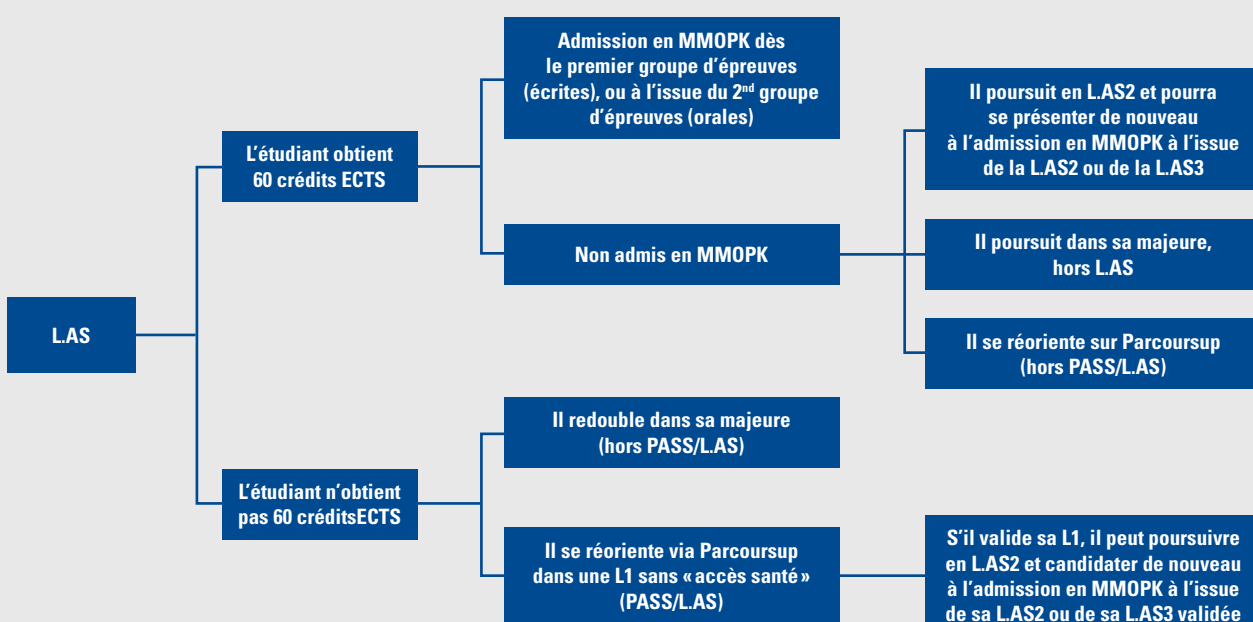 L.AS
L'étudiant obtient
60 crédits ECTS
Admission en MMOPK dès
le premier groupe d'épreuves
(écrites), ou à l'issue du 2nd groupe
d'épreuves (orales)
Non admis en MMOPK
Il poursuit en L.AS2 et pourra
se présenter de nouveau
à l'admission en MMOPK à l'issue
de la L.AS2 ou de la L.AS3
Il poursuit dans sa majeure,
hors L.AS
Il se réoriente sur Parcoursup
(hors PASS/L.AS)
L'étudiant n'obtient
pas 60 créditsECTS
Il redouble dans sa majeure
(hors PASS/L.AS)
Il se réoriente via Parcoursup
dans une L1 sans «accès santé»
(PASS/L.AS)
S'il valide sa L1, il peut poursuivre
en L.AS2 et candidater de nouveau
à l'admission en MMOPK à l'issue
de sa L.AS2 ou de sa L.AS3 validée